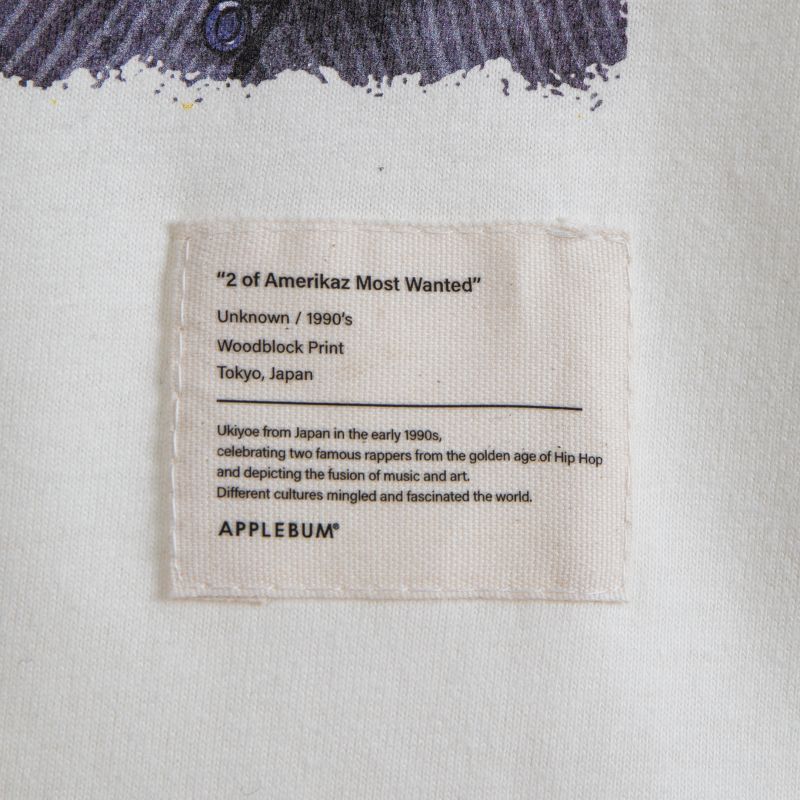 “2 of Amerikaz Most Wanted”
Unknown / 1990’s
Woodblock Print
Tokyo, Japan
Ukiyoe from Japan in the early 1990s,
celebrating two famous rappers from the golden age of Hip Hop
and depicting the fusion of music and art.
Different cultures mingled and fascinated the world.
APPLEBUM®